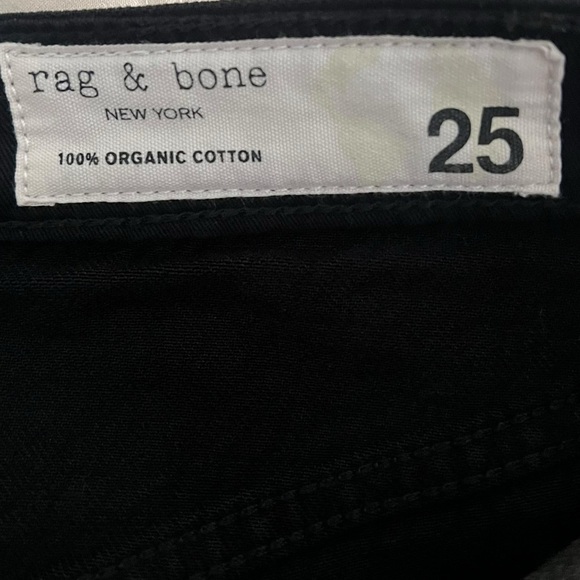 rag & bone
NEW YORK
100% ORGANIC COTTON
25